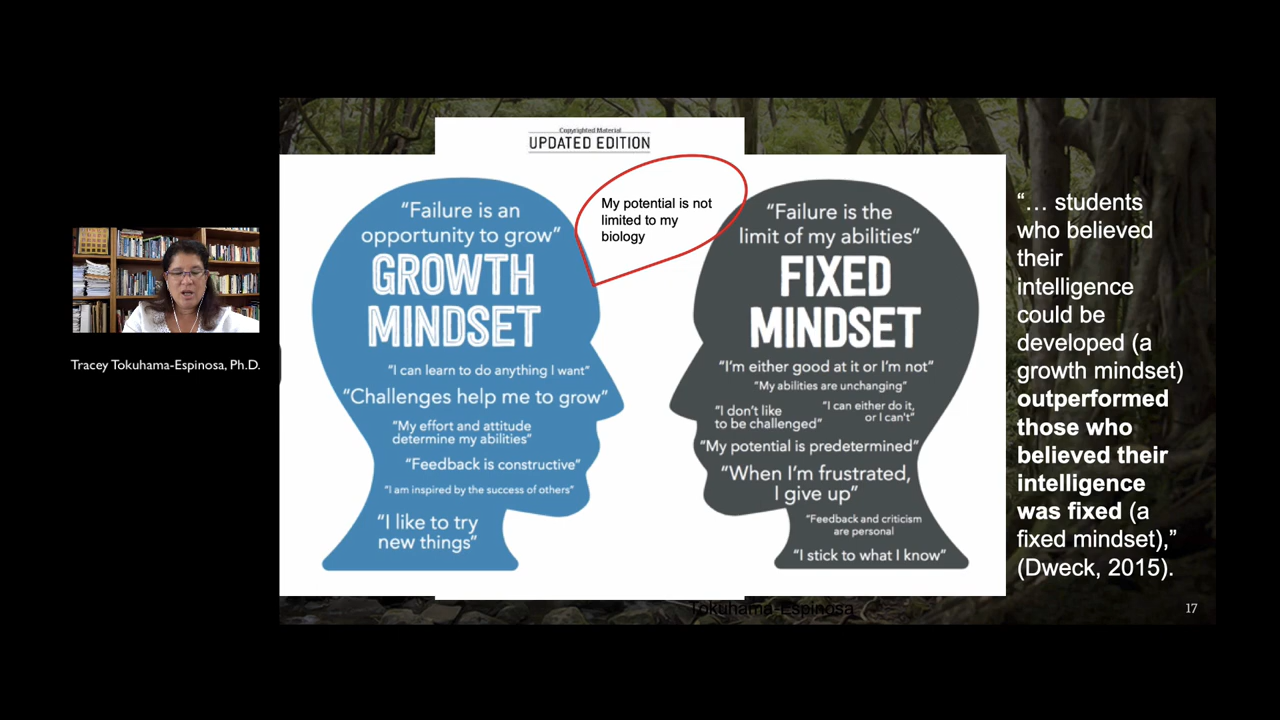 Copyrighted Material
UPDATED EDITION
My potential is not
limited to my
biology
“Failure is an
opportunity to grow”
GROWTH
MINDSET
“I can learn to do anything I want”
“Challenges help me to grow”
“My effort and attitude
determine my abilities”
“Feedback is constructive”
“I am inspired by the success of others”
“I like to try
new things”
“Failure is the
limit of my abilities”
FIXED
MINDSET
“I’m either good at it or I’m not”
“My abilities are unchanging”
“I don’t like
to be challenged”
“I can either do it,
or I can’t”
“My potential is predetermined”
“When I’m frustrated,
I give up”
“Feedback and criticism
are personal
“I stick to what I know”
“… students
who believed
their
intelligence
could be
developed (a
growth mindset)
outperformed
those who
believed their
intelligence
was fixed (a
fixed mindset),”
(Dweck, 2015).
Tracey Tokuhama-Espinosa, Ph.D.
Tokuhama-Espinosa
17